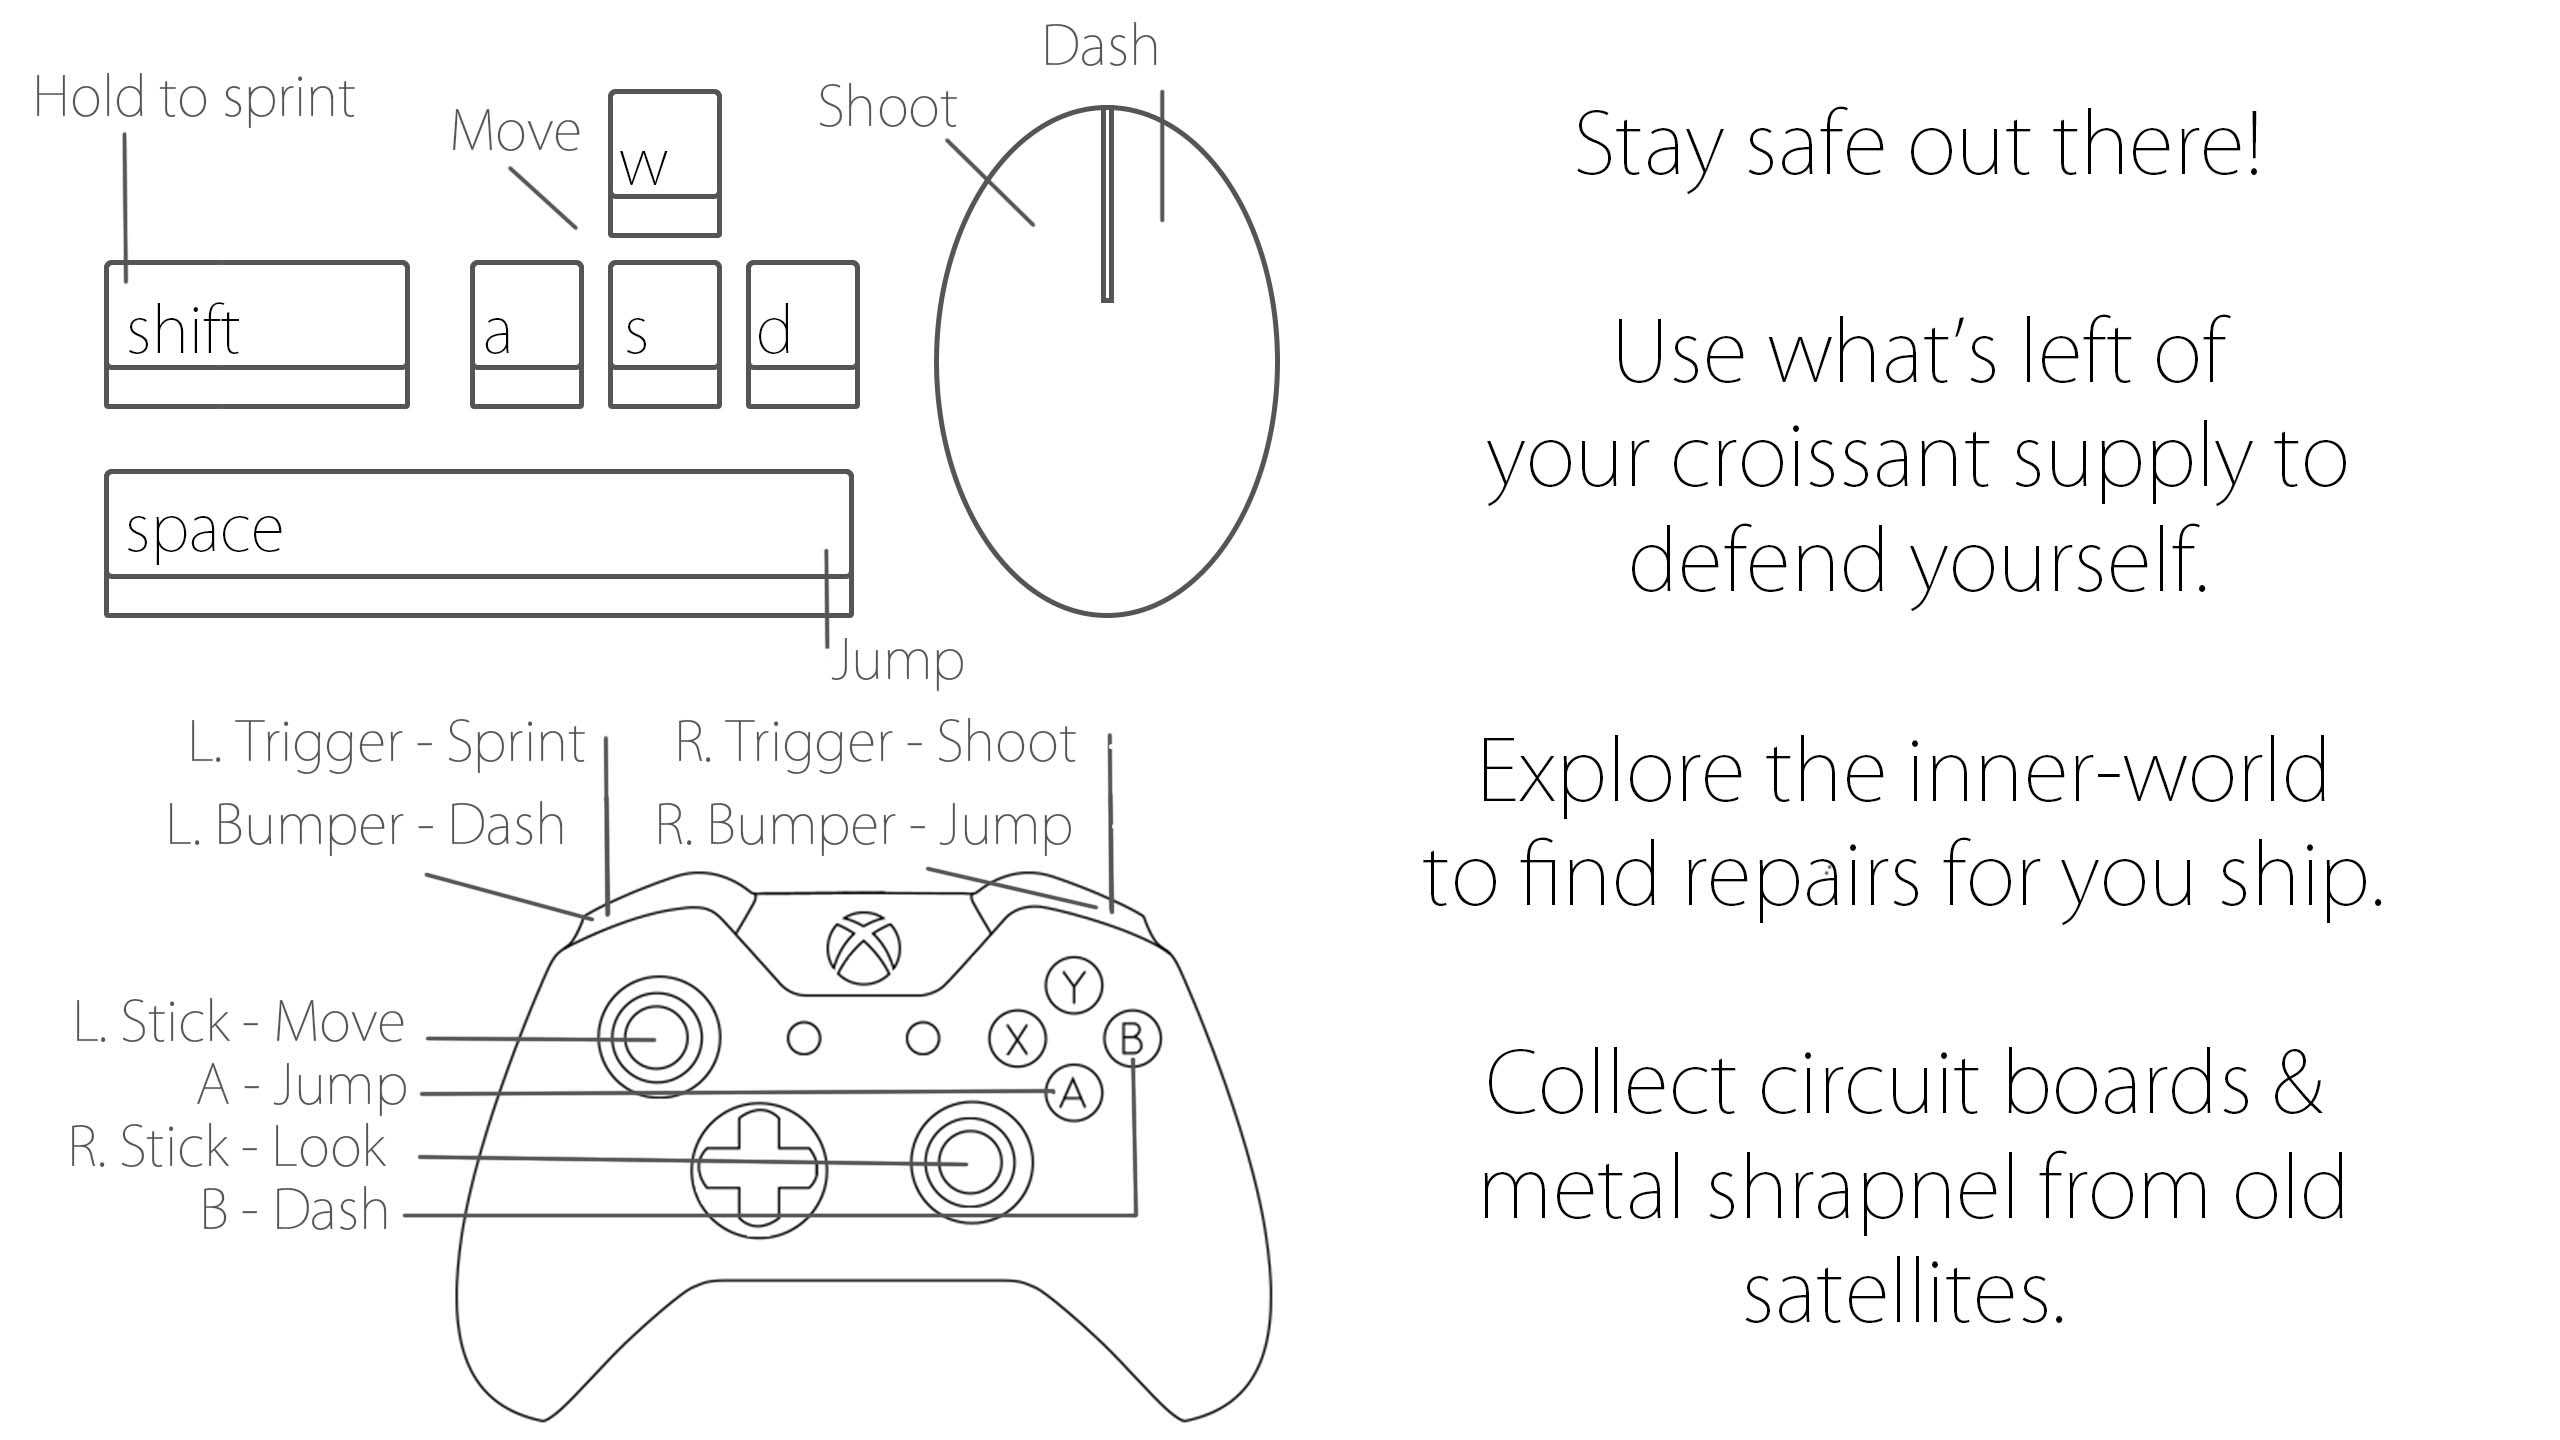 Hold to sprint
Move
Shoot
Dash
w
shift
a
s
d
space
Jump
L. Trigger - Sprint
R. Trigger - Shoot
L. Bumper - Dash
R. Bumper - Jump
Y
X
B
A
L. Stick - Move
A - Jump
R. Stick - Look
B - Dash
Stay safe out there!
Use what’s left of
your croissant supply to
defend yourself.
Explore the inner-world
to find repairs for you ship.
Collect circuit boards &
metal shrapnel from old
satellites.